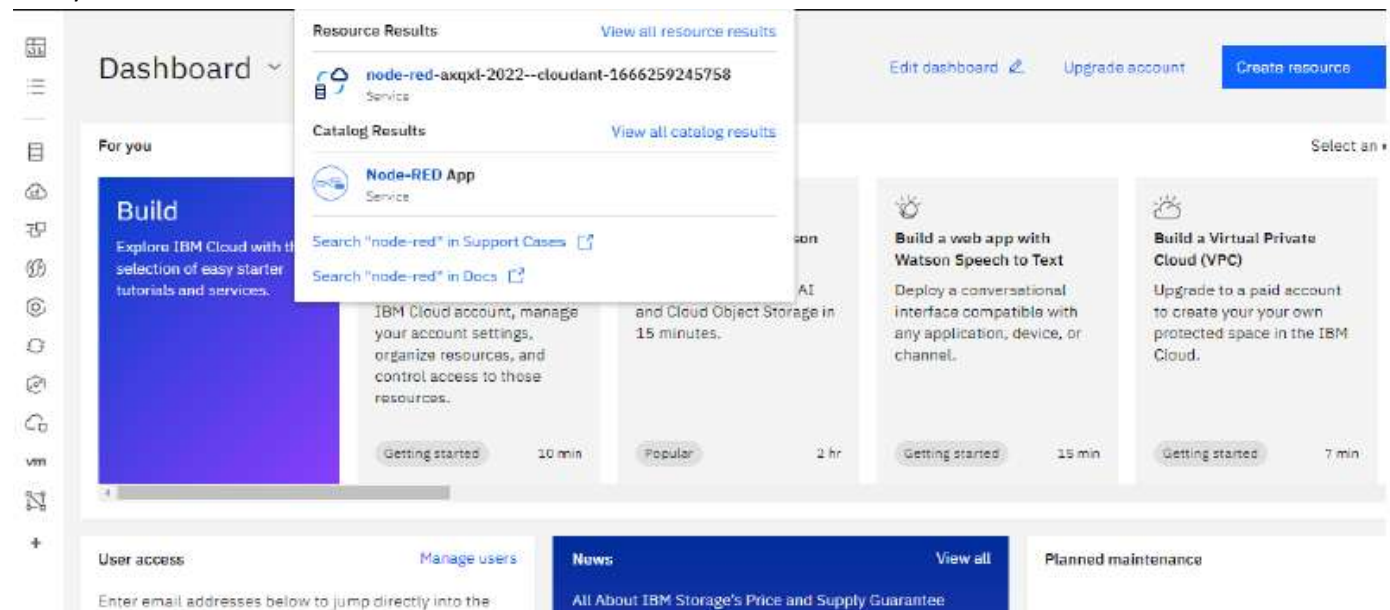 Resource Results
View all resource results
node-red-axqxl-2022--cloudant-1666259245758
Service
Catalog Results
View all catalog results
Node-RED App
Service
Search "node-red" in Support Cases
Search "node-red" in Docs
Dashboard
Edit dashboard
Upgrade account
Create resource
For you
Select an
Build
Explore IBM Cloud with
selection of easy starter
tutorials and services.
IBM Cloud account, manage
your account settings,
organize resources, and
control access to those
resources.
Getting started
10 min
AI
and Cloud Object Storage in
15 minutes.
Popular
2 hr
Build a web app with
Watson Speech to Text
Deploy a conversational
interface compatible with
any application, device, or
channel.
Getting started
15 min
Build a Virtual Private
Cloud (VPC)
Upgrade to a paid account
to create your your own
protected space in the IBM
Cloud.
Getting started
7 min
vm
User access
Manage users
Enter email addresses below to jump directly into the
News
View all
All About IBM Storage's Price and Supply Guarantee
Planned maintenance